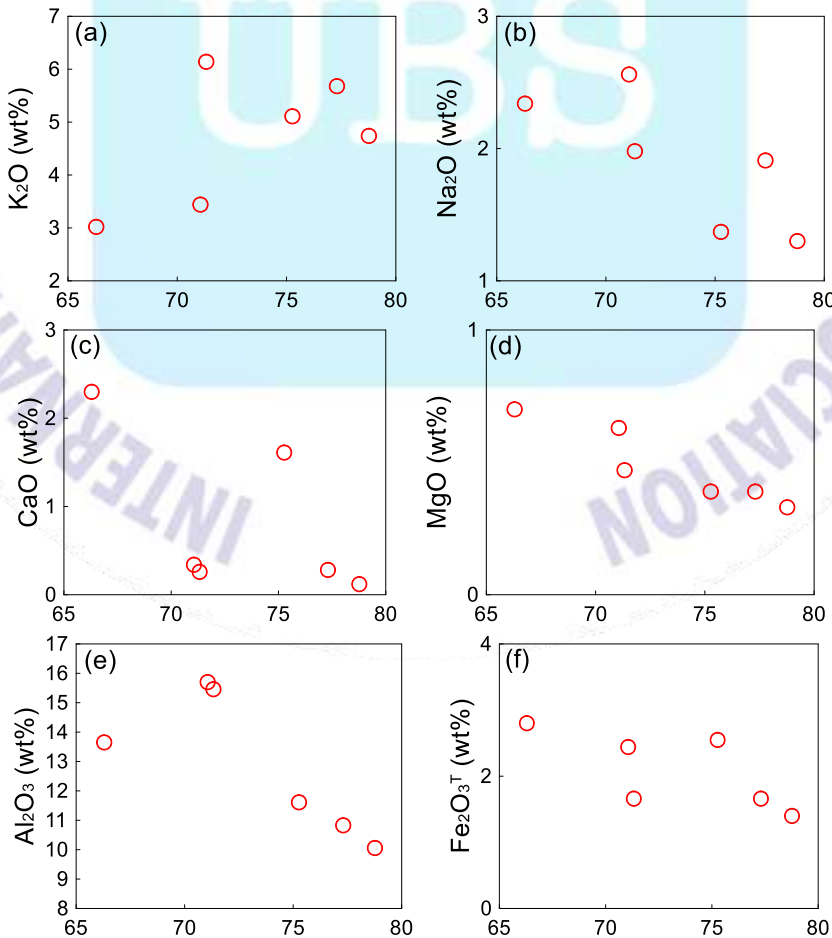 UBS
(a)
K₂O (wt%)
7
6
5
4
3
2
65 70 75 80
(b)
Na₂O (wt%)
3
2
1
65 70 75 80
(c)
CaO (wt%)
3
2
1
0
65 70 75 80
(d)
MgO (wt%)
1
0
65 70 75 80
INTERNA
OCIATION
(e)
Al₂O₃ (wt%)
17
16
15
14
13
12
11
10
9
8
65 70 75 80
(f)
Fe₂O₃ᵀ (wt%)
4
2
0
65 70 75 80